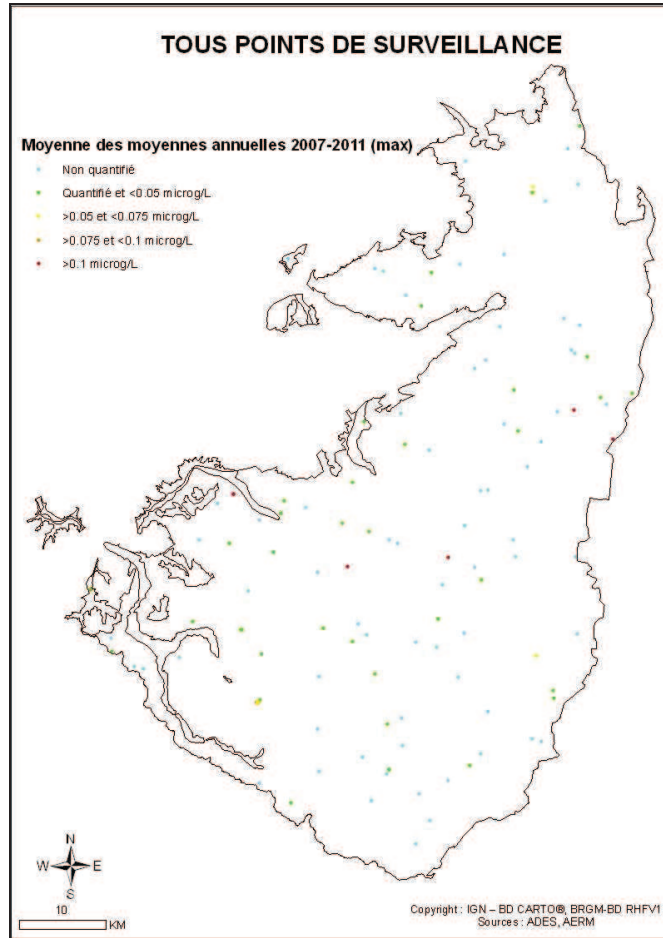 TOUS POINTS DE SURVEILLANCE
Moyenne des moyennes annuelles 2007-2011 (max)
Non quantifié
Quantifié et <0.05 microg/L
>0.05 et <0.075 microg/L
>0.075 et <0.1 microg/L
>0.1 microg/L
N
W E
S
10
KM
Copyright : IGN – BD CARTO®, BRGM-BD RHFV1
Sources : ADES, AERM